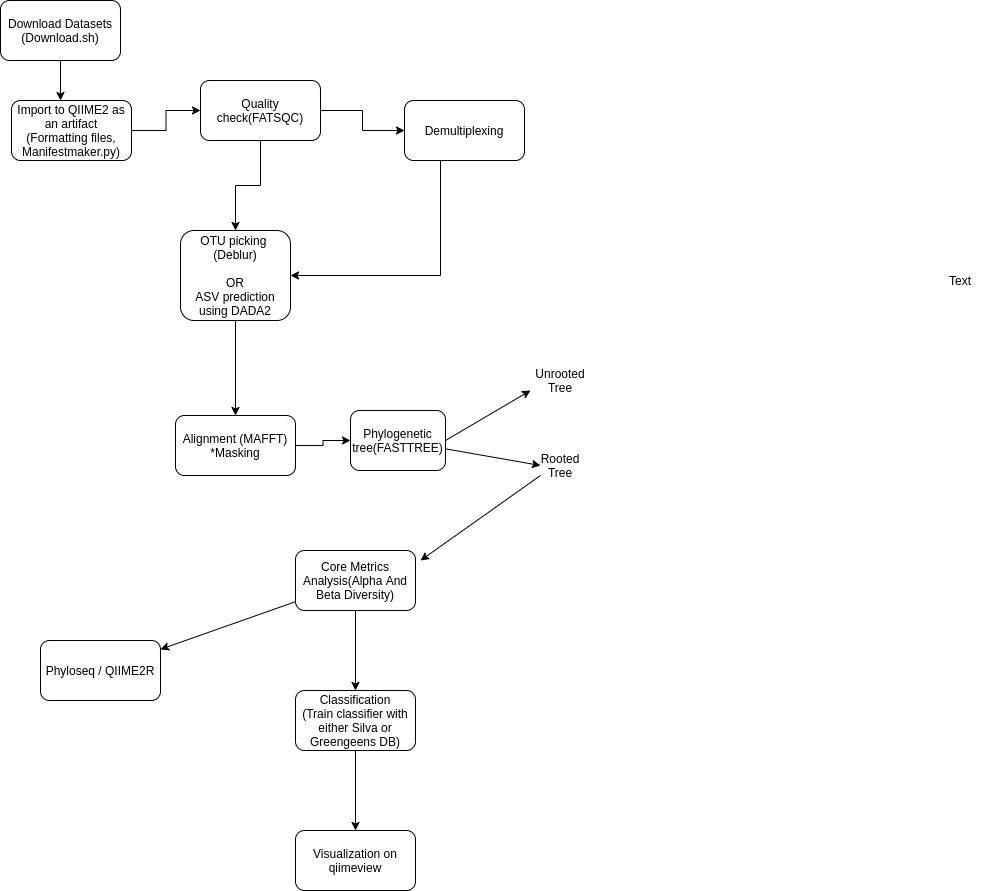 Download Datasets
(Download.sh)
Import to QIIME2 as
an artifact
(Formatting files,
Manifestmaker.py)
Quality
check(FATSQC)
Demultiplexing
OTU picking
(Deblur)
OR
ASV prediction
using DADA2
Text
Alignment (MAFFT)
*Masking
Phylogenetic
tree(FASTTREE)
Unrooted
Tree
Rooted
Tree
Core Metrics
Analysis(Alpha And
Beta Diversity)
Phyloseq / QIIME2R
Classification
(Train classifier with
either Silva or
Greengeens DB)
Visualization on
qiimeview